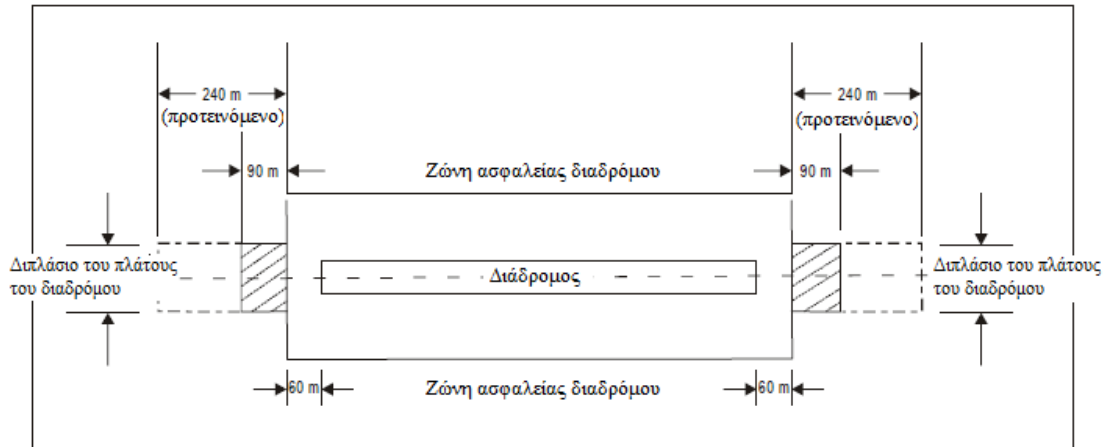 240 m
(προτεινόμενο)
240 m
(προτεινόμενο)
90 m
Ζώνη ασφαλείας διαδρόμου
90 m
Διπλάσιο του πλάτους
του διαδρόμου
Διάδρομος
Διπλάσιο του πλάτους
του διαδρόμου
60 m
Ζώνη ασφαλείας διαδρόμου
60 m